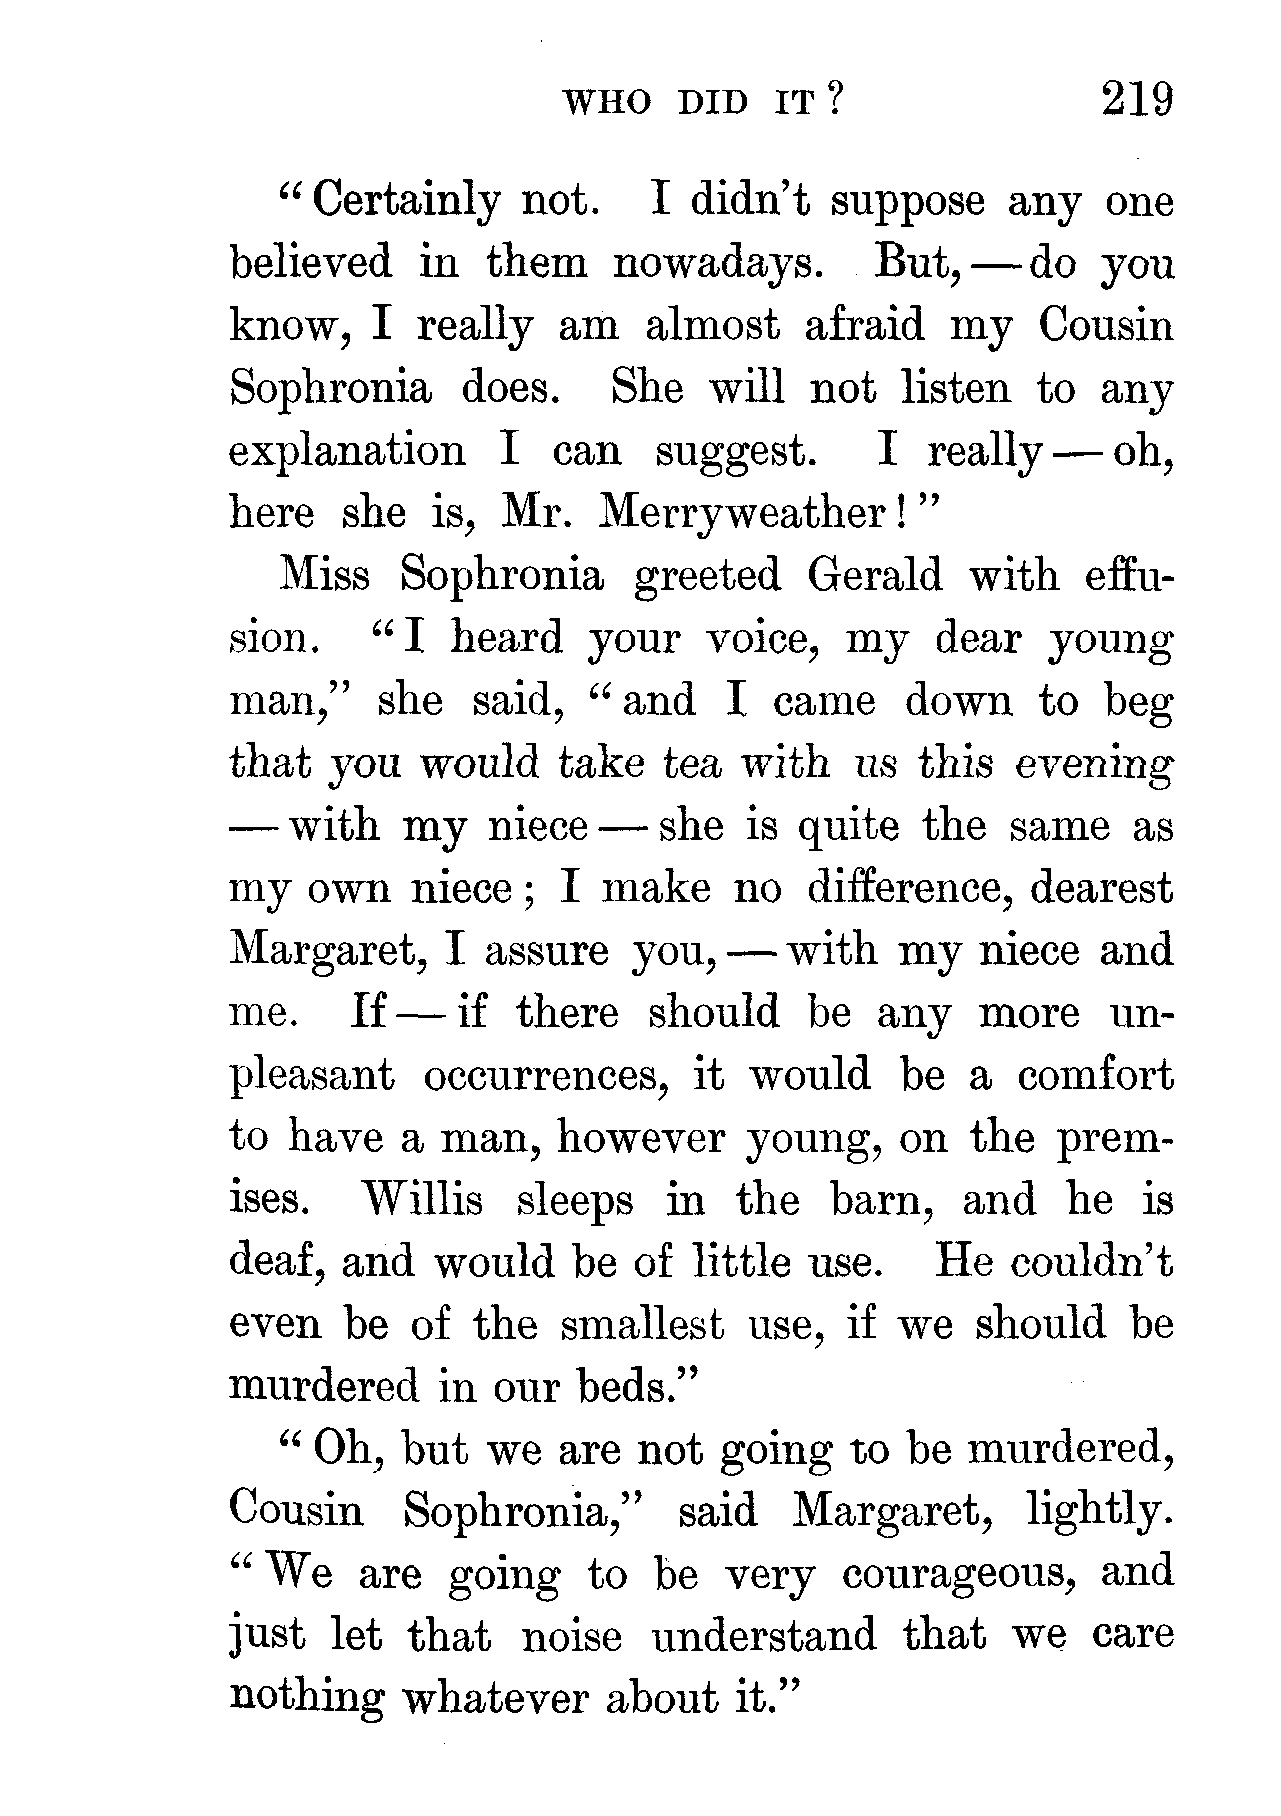 WHO DID IT? 219
"Certainly not. I didn't suppose any one
believed in them nowadays. But,—do you
know, I really am almost afraid my Cousin
Sophronia does. She will not listen to any
explanation I can suggest. I really—oh,
here she is, Mr. Merryweather!"
Miss Sophronia greeted Gerald with effu-
sion. "I heard your voice, my dear young
man," she said, "and I came down to beg
that you would take tea with us this evening
—with my niece—she is quite the same as
my own niece; I make no difference, dearest
Margaret, I assure you,—with my niece and
me. If—if there should be any more un-
pleasant occurrences, it would be a comfort
to have a man, however young, on the prem-
ises. Willis sleeps in the barn, and he is
deaf, and would be of little use. He couldn't
even be of the smallest use, if we should be
murdered in our beds."
"Oh, but we are not going to be murdered,
Cousin Sophronia," said Margaret, lightly.
"We are going to be very courageous, and
just let that noise understand that we care
nothing whatever about it."